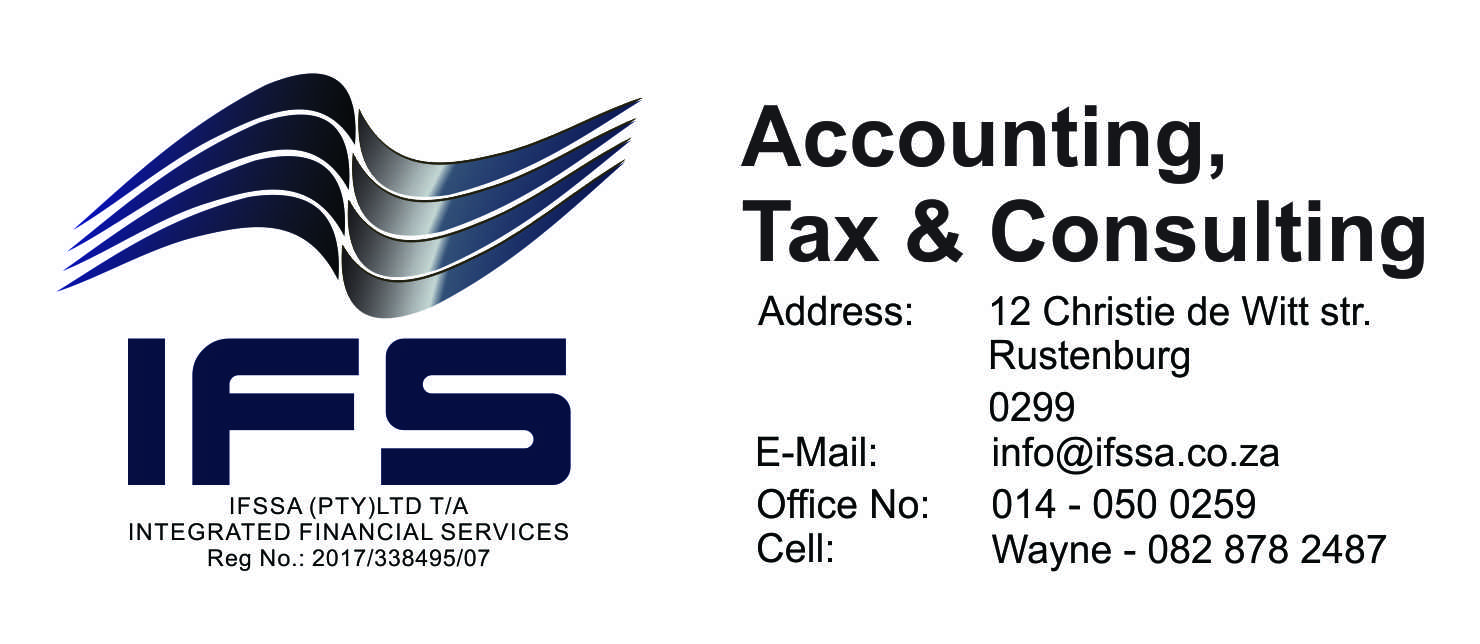 IFS
IFSSA (PTY)LTD T/A
INTEGRATED FINANCIAL SERVICES
Reg No.: 2017/338495/07
Accounting,
Tax & Consulting
Address: 12 Christie de Witt str.
Rustenburg
0299
E-Mail: info@ifssa.co.za
Office No: 014 - 050 0259
Cell: Wayne - 082 878 2487